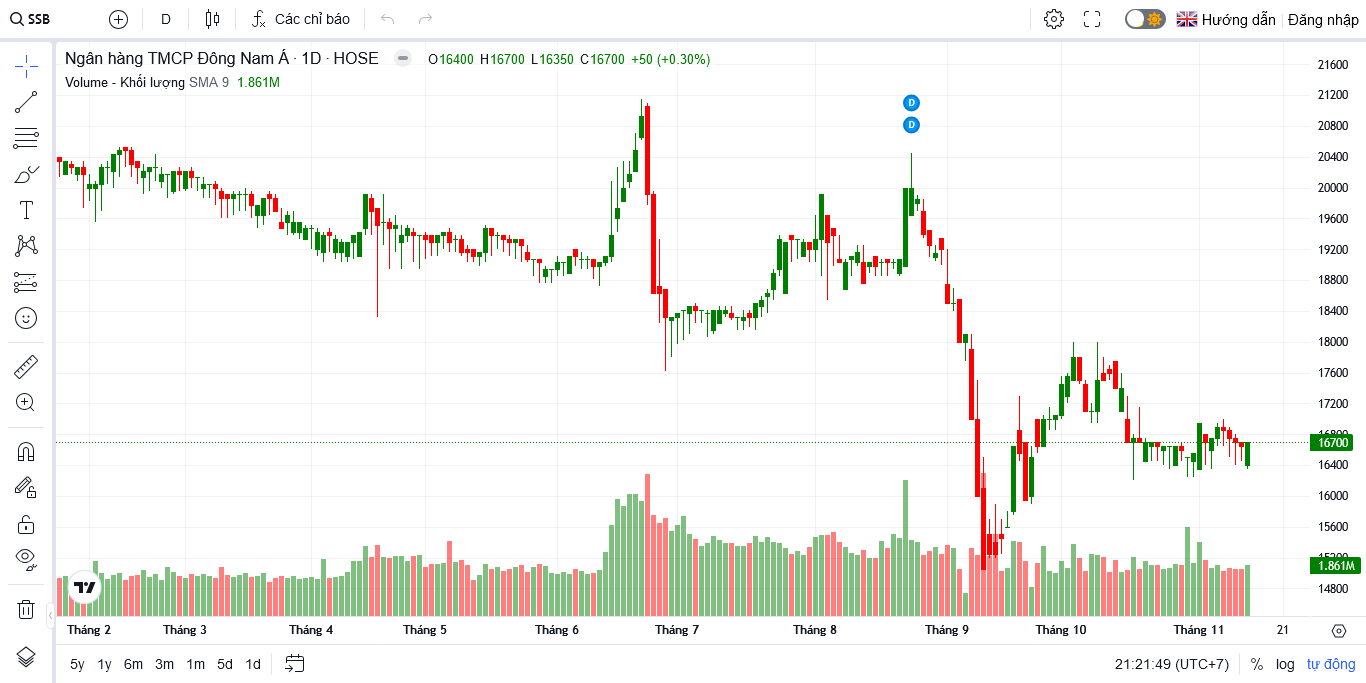 SSB D Các chỉ báo Hướng dẫn Đăng nhập
Ngân hàng TMCP Đông Nam Á · 1D · HOSE O16400 H16700 L16350 C16700 +50 (+0.30%)
Volume - Khối lượng SMA 9 1.861M
D
D
21600
21200
20800
20400
20000
19600
19200
18800
18400
18000
17600
17200
16800
16700
16400
16000
15600
15200
1.861M
14800
Tháng 2 Tháng 3 Tháng 4 Tháng 5 Tháng 6 Tháng 7 Tháng 8 Tháng 9 Tháng 10 Tháng 11 21
5y 1y 6m 3m 1m 5d 1d 21:21:49 (UTC+7) % log tự động